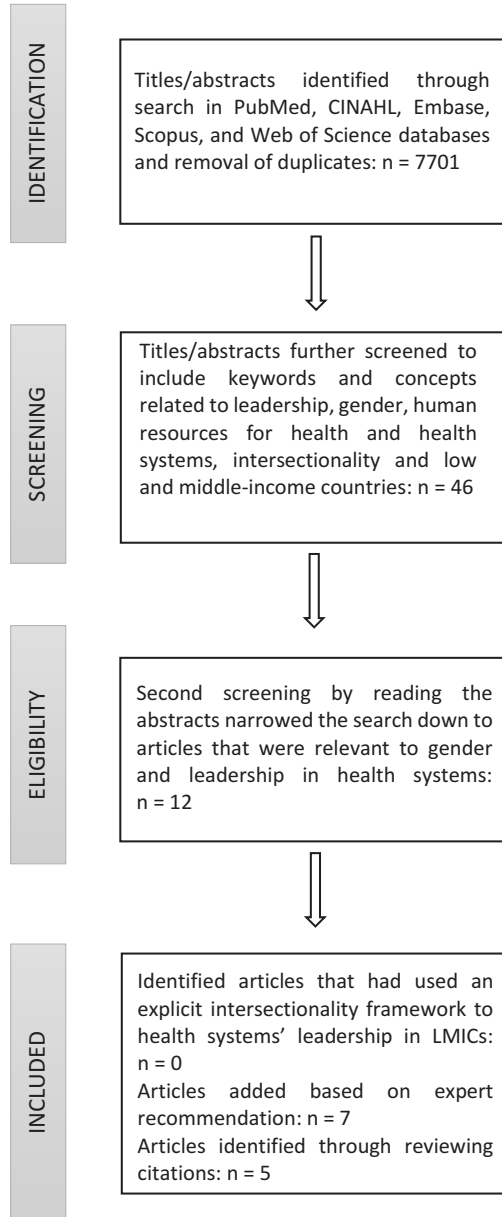 IDENTIFICATION
Titles/abstracts identified through
search in PubMed, CINAHL, Embase,
Scopus, and Web of Science databases
and removal of duplicates: n = 7701
SCREENING
Titles/abstracts further screened to
include keywords and concepts
related to leadership, gender, human
resources for health and health
systems, intersectionality and low
and middle-income countries: n = 46
ELIGIBILITY
Second screening by reading the
abstracts narrowed the search down to
articles that were relevant to gender
and leadership in health systems:
n = 12
INCLUDED
Identified articles that had used an
explicit intersectionality framework to
health systems’ leadership in LMICs:
n = 0
Articles added based on expert
recommendation: n = 7
Articles identified through reviewing
citations: n = 5